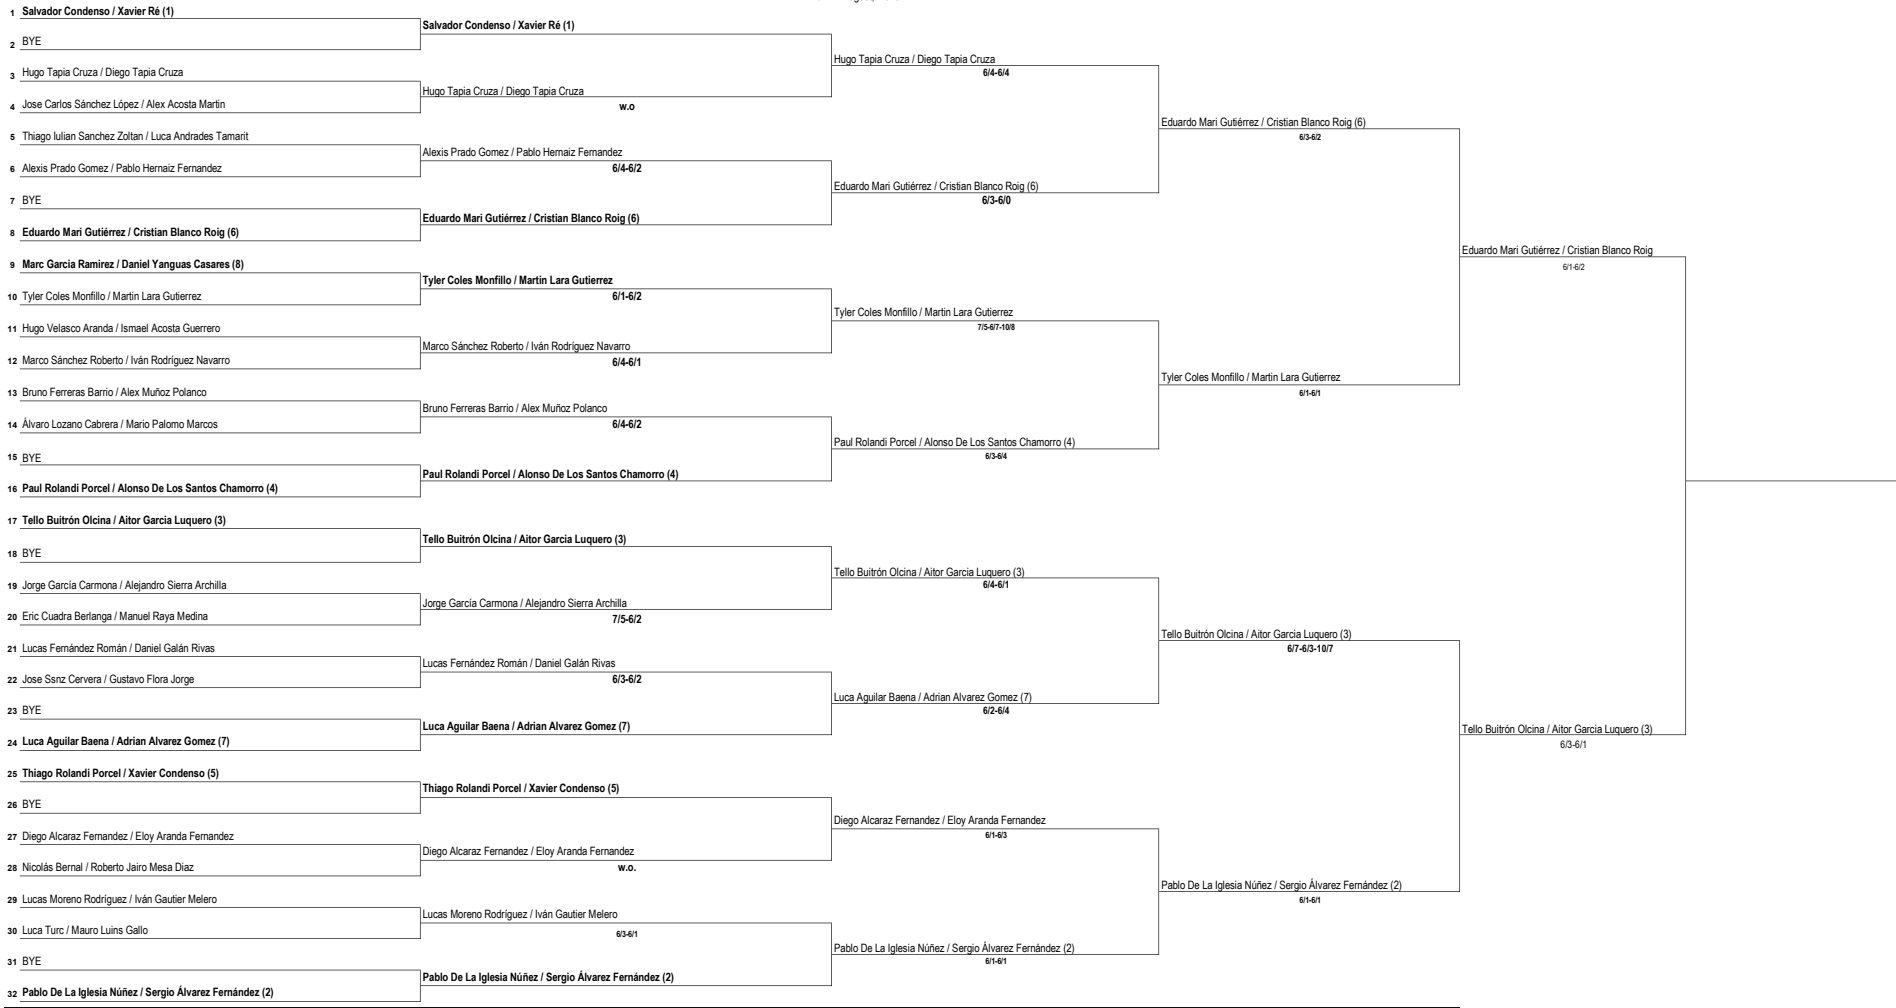 1 Salvador Condenso / Xavier Ré (1)
2 BYE
3 Hugo Tapia Cruza / Diego Tapia Cruza
4 Jose Carlos Sánchez López / Alex Acosta Martin
5 Thiago Iulian Sanchez Zoltan / Luca Andrades Tamarit
6 Alexis Prado Gomez / Pablo Hernaiz Fernandez
7 BYE
8 Eduardo Mari Gutiérrez / Cristian Blanco Roig (6)
9 Marc Garcia Ramirez / Daniel Yanguas Casares (8)
10 Tyler Coles Monfillo / Martin Lara Gutierrez
11 Hugo Velasco Aranda / Ismael Acosta Guerrero
12 Marco Sánchez Roberto / Iván Rodríguez Navarro
13 Bruno Ferreras Barrio / Alex Muñoz Polanco
14 Álvaro Lozano Cabrera / Mario Palomo Marcos
15 BYE
16 Paul Rolandi Porcel / Alonso De Los Santos Chamorro (4)
17 Tello Buitrón Olcina / Aitor Garcia Luquero (3)
18 BYE
19 Jorge García Carmona / Alejandro Sierra Archilla
20 Eric Cuadra Berlanga / Manuel Raya Medina
21 Lucas Fernández Román / Daniel Galán Rivas
22 Jose Ssnz Cervera / Gustavo Flora Jorge
23 BYE
24 Luca Aguilar Baena / Adrian Alvarez Gomez (7)
25 Thiago Rolandi Porcel / Xavier Condenso (5)
26 BYE
27 Diego Alcaraz Fernandez / Eloy Aranda Fernandez
28 Nicolás Bernal / Roberto Jairo Mesa Diaz
29 Lucas Moreno Rodríguez / Iván Gautier Melero
30 Luca Turc / Mauro Luins Gallo
31 BYE
32 Pablo De La Iglesia Núñez / Sergio Álvarez Fernández (2)
Salvador Condenso / Xavier Ré (1)
Hugo Tapia Cruza / Diego Tapia Cruza
w.o
Alexis Prado Gomez / Pablo Hernaiz Fernandez
6/4-6/2
Eduardo Mari Gutiérrez / Cristian Blanco Roig (6)
Tyler Coles Monfillo / Martin Lara Gutierrez
6/1-6/2
Marco Sánchez Roberto / Iván Rodríguez Navarro
6/4-6/1
Bruno Ferreras Barrio / Alex Muñoz Polanco
6/4-6/2
Paul Rolandi Porcel / Alonso De Los Santos Chamorro (4)
Tello Buitrón Olcina / Aitor Garcia Luquero (3)
Jorge García Carmona / Alejandro Sierra Archilla
7/5-6/2
Lucas Fernández Román / Daniel Galán Rivas
6/3-6/2
Luca Aguilar Baena / Adrian Alvarez Gomez (7)
Thiago Rolandi Porcel / Xavier Condenso (5)
Diego Alcaraz Fernandez / Eloy Aranda Fernandez
w.o.
Lucas Moreno Rodríguez / Iván Gautier Melero
6/3-6/1
Pablo De La Iglesia Núñez / Sergio Álvarez Fernández (2)
Hugo Tapia Cruza / Diego Tapia Cruza
6/4-6/4
Eduardo Mari Gutiérrez / Cristian Blanco Roig (6)
6/3-6/0
Tyler Coles Monfillo / Martin Lara Gutierrez
7/5-6/7-10/8
Paul Rolandi Porcel / Alonso De Los Santos Chamorro (4)
6/3-6/4
Tello Buitrón Olcina / Aitor Garcia Luquero (3)
6/4-6/1
Luca Aguilar Baena / Adrian Alvarez Gomez (7)
6/2-6/4
Diego Alcaraz Fernandez / Eloy Aranda Fernandez
6/1-6/3
Pablo De La Iglesia Núñez / Sergio Álvarez Fernández (2)
6/1-6/1
Eduardo Mari Gutiérrez / Cristian Blanco Roig (6)
6/3-6/2
Tyler Coles Monfillo / Martin Lara Gutierrez
6/1-6/1
Tello Buitrón Olcina / Aitor Garcia Luquero (3)
6/7-6/3-10/7
Pablo De La Iglesia Núñez / Sergio Álvarez Fernández (2)
6/1-6/1
Eduardo Mari Gutiérrez / Cristian Blanco Roig
6/1-6/2
Tello Buitrón Olcina / Aitor Garcia Luquero (3)
6/3-6/1